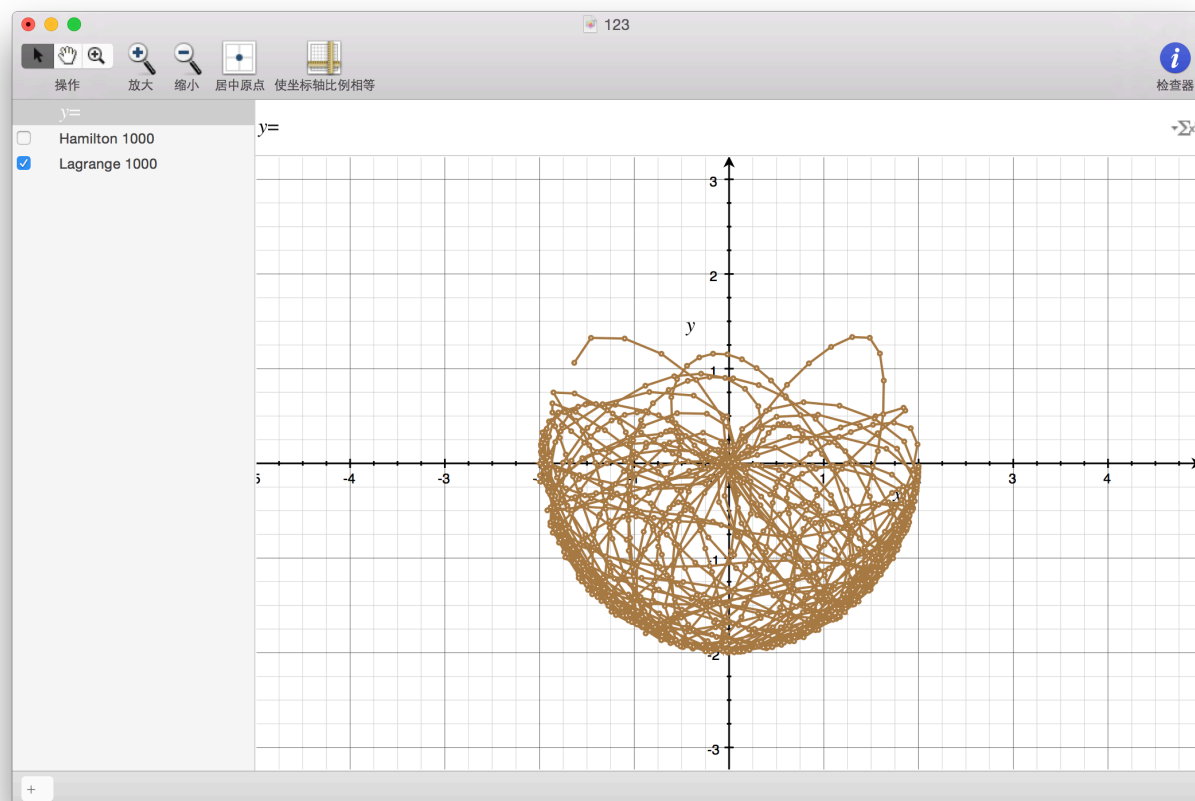 123
操作
放大
缩小
居中原点
使坐标轴比例相等
检查器
y=
Hamilton 1000
Lagrange 1000
y=
3
2
y
1
5
-4
-3
1
3
4
x
-1
-2
-3
+